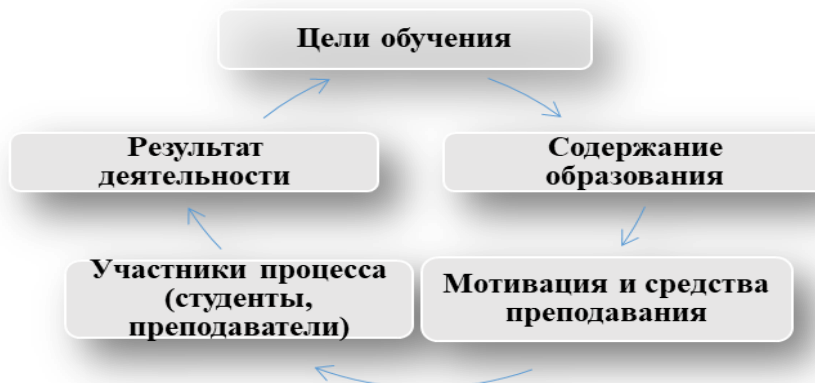 Цели обучения
Содержание
образования
Мотивация и средства
преподавания
Участники процесса
(студенты,
преподаватели)
Результат
деятельности